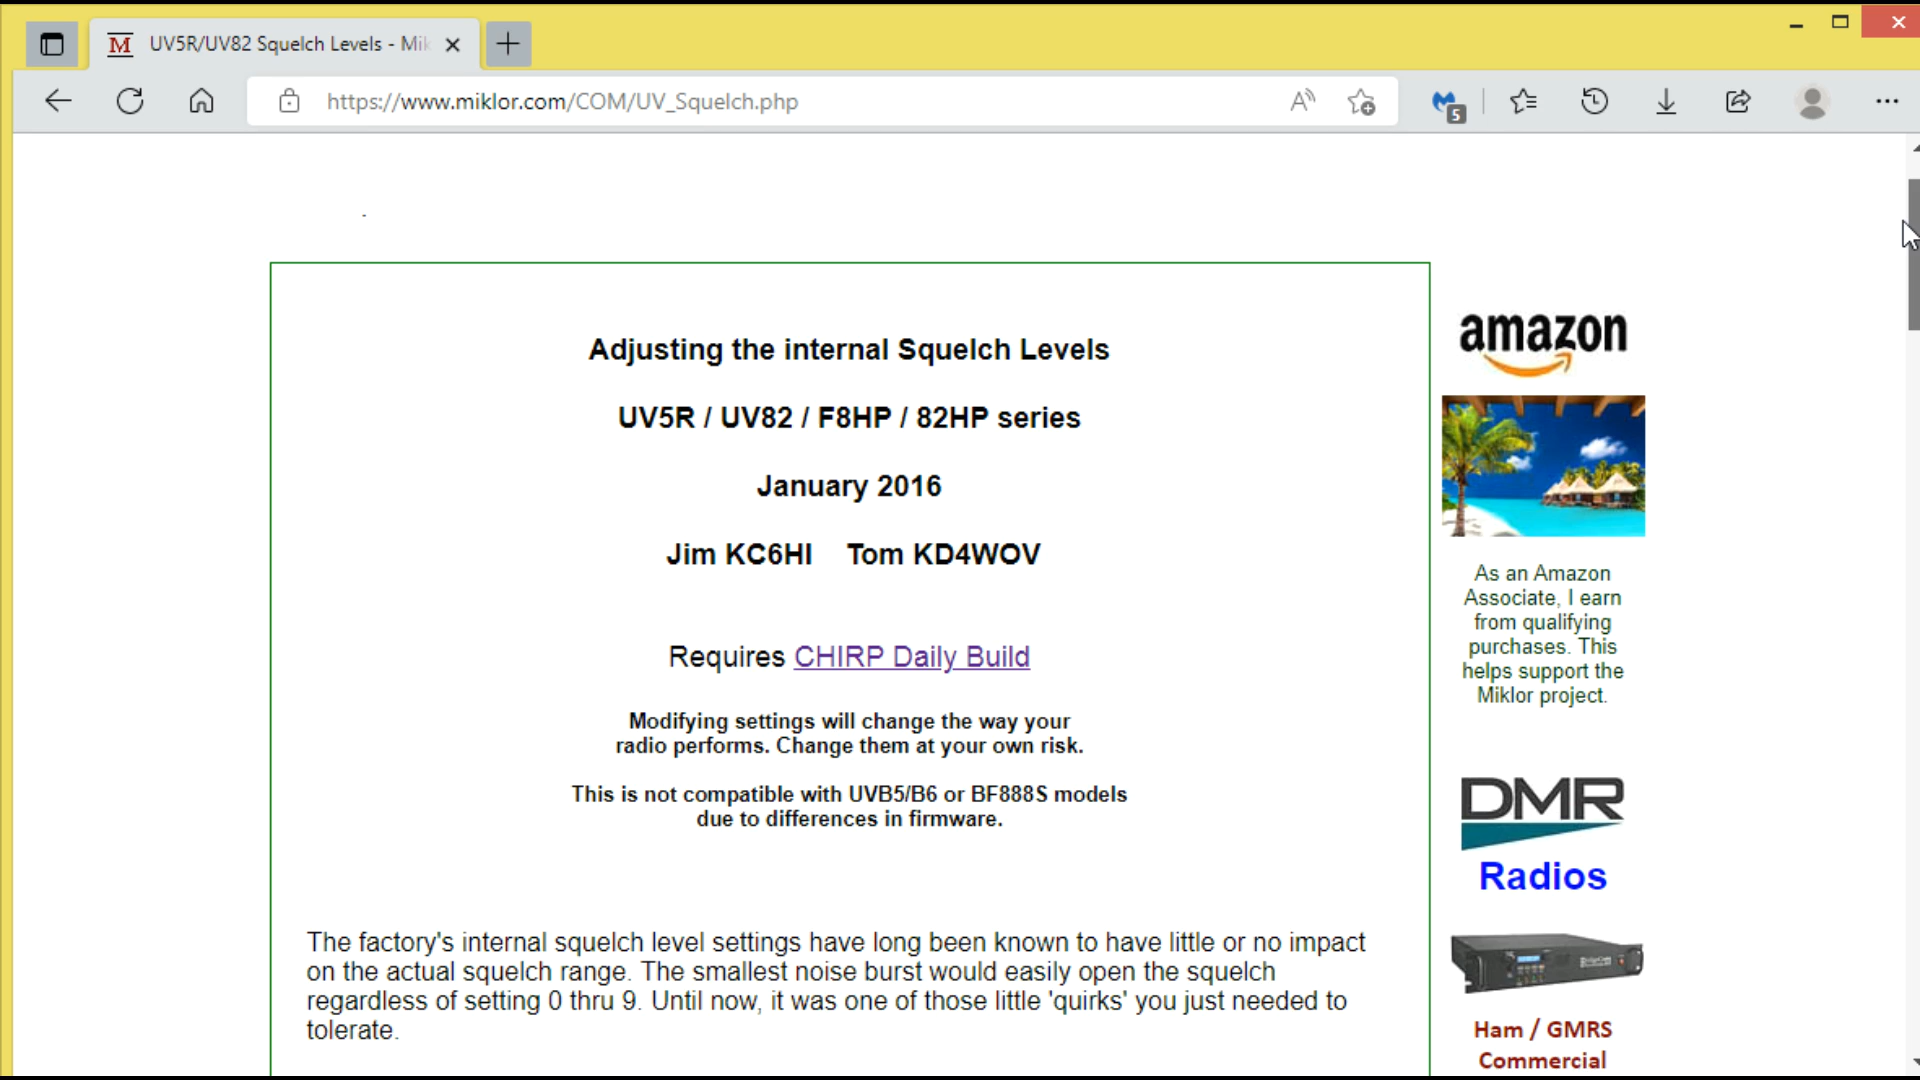 UV5R/UV82 Squelch Levels - Mik
https://www.miklor.com/COM/UV_Squelch.php
5
Adjusting the internal Squelch Levels
UV5R / UV82 / F8HP / 82HP series
January 2016
Jim KC6HI Tom KD4WOV
Requires CHIRP Daily Build
Modifying settings will change the way your
radio performs. Change them at your own risk.
This is not compatible with UVB5/B6 or BF888S models
due to differences in firmware.
The factory's internal squelch level settings have long been known to have little or no impact
on the actual squelch range. The smallest noise burst would easily open the squelch
regardless of setting 0 thru 9. Until now, it was one of those little 'quirks' you just needed to
tolerate.
amazon
As an Amazon
Associate, I earn
from qualifying
purchases. This
helps support the
Miklor project.
DMR
Radios
Ham / GMRS
Commercial